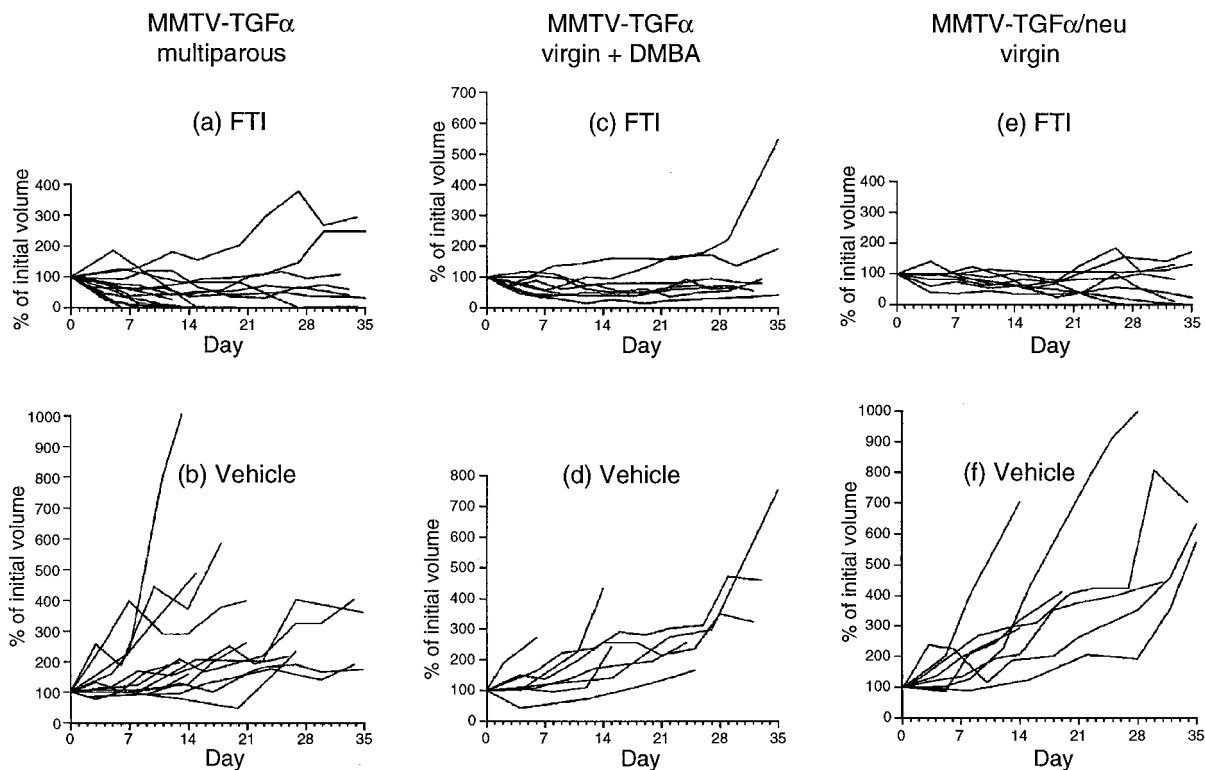 MMTV-TGFα
multiparous
MMTV-TGFα
virgin + DMBA
MMTV-TGFα/neu
virgin
(a) FTI
% of initial volume
400
300
200
100
0
0 7 14 21 28 35
Day
(c) FTI
% of initial volume
700
600
500
400
300
200
100
0
0 7 14 21 28 35
Day
(e) FTI
% of initial volume
400
300
200
100
0
0 7 14 21 28 35
Day
(b) Vehicle
% of initial volume
1000
900
800
700
600
500
400
300
200
100
0
0 7 14 21 28 35
Day
(d) Vehicle
% of initial volume
800
700
600
500
400
300
200
100
0
0 7 14 21 28 35
Day
(f) Vehicle
% of initial volume
1000
900
800
700
600
500
400
300
200
100
0
0 7 14 21 28 35
Day